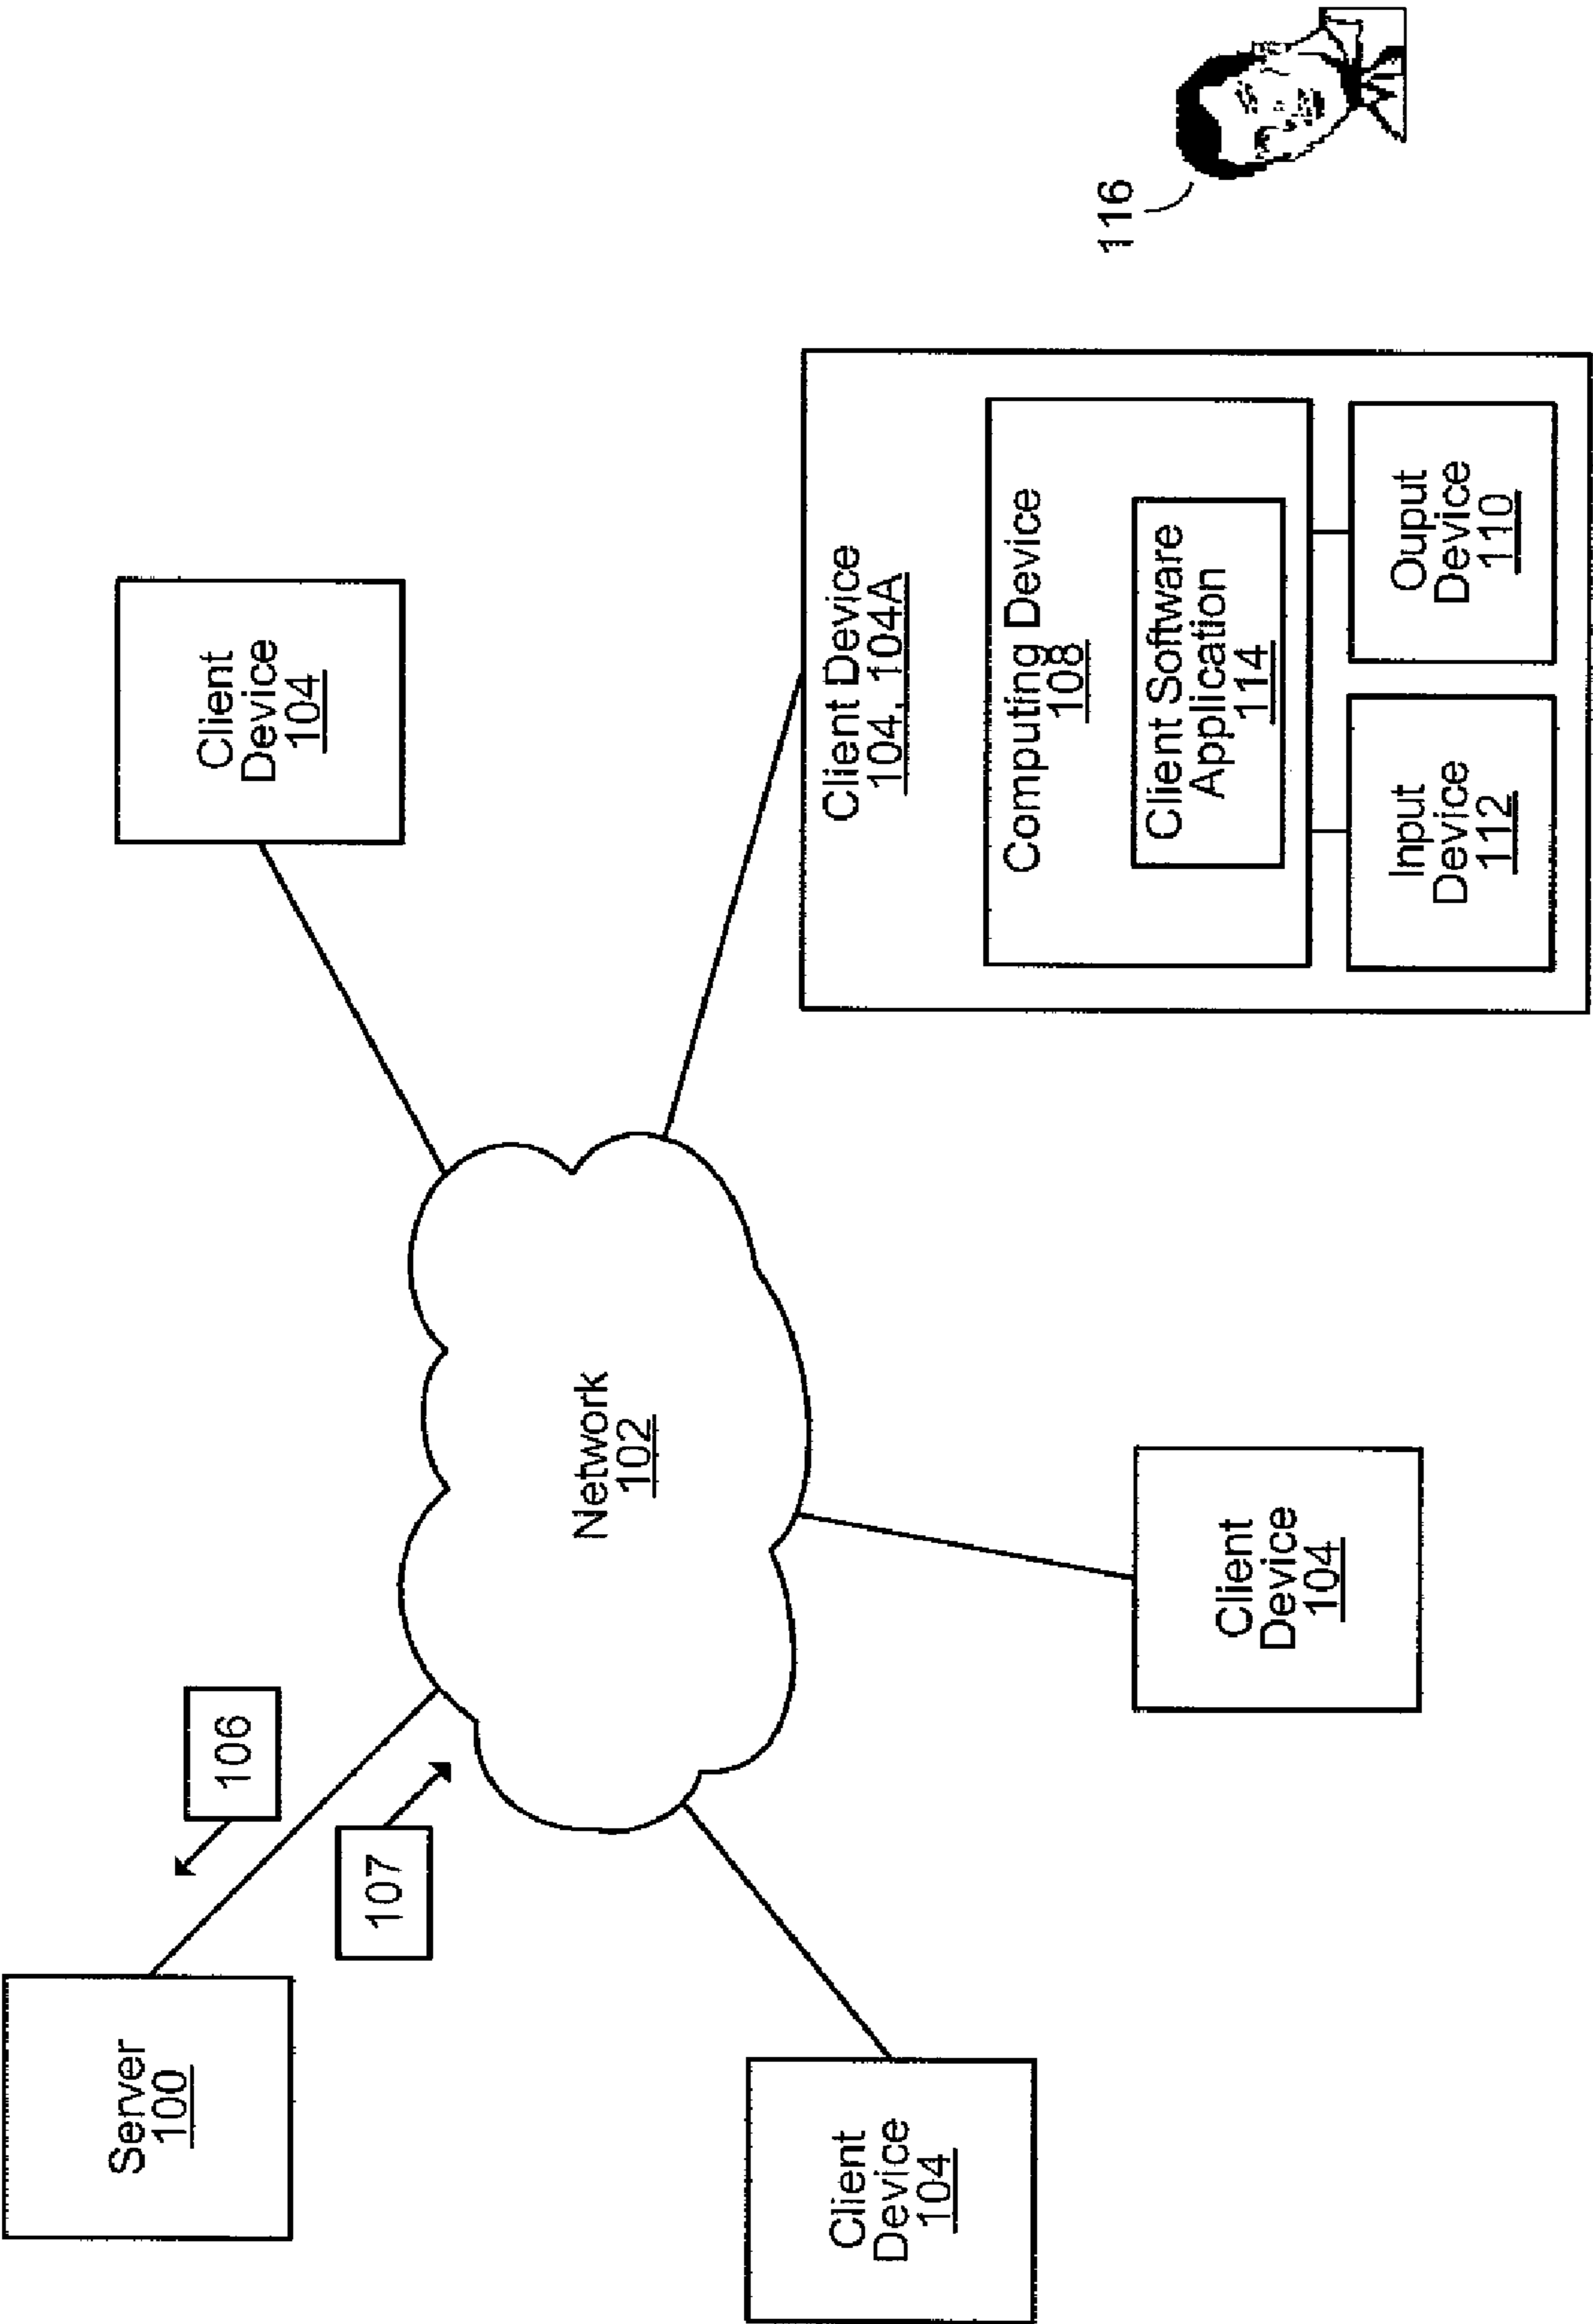 Server
100
106
107
Client
Device
104
Network
102
Client
Device
104
Client
Device
104
Client Device
104, 104A
Computing Device
108
Client Software
Application
114
Input
Device
112
Ouput
Device
110
116